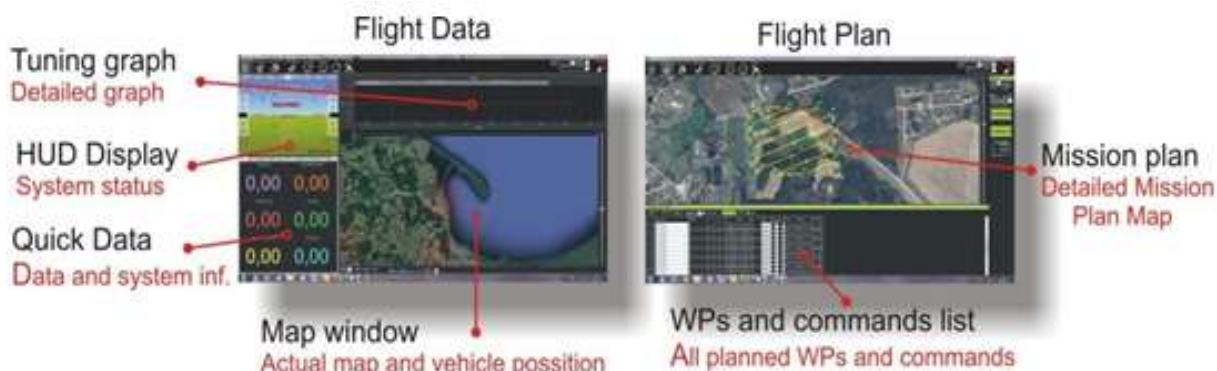 Flight Data
Flight Plan
Tuning graph
Detailed graph
HUD Display
System status
Quick Data
Data and system inf.
0,00 0,00
0,00 0,00
0,00 0,00
Map window
Actual map and vehicle possition
Mission plan
Detailed Mission
Plan Map
WPs and commands list
All planned WPs and commands